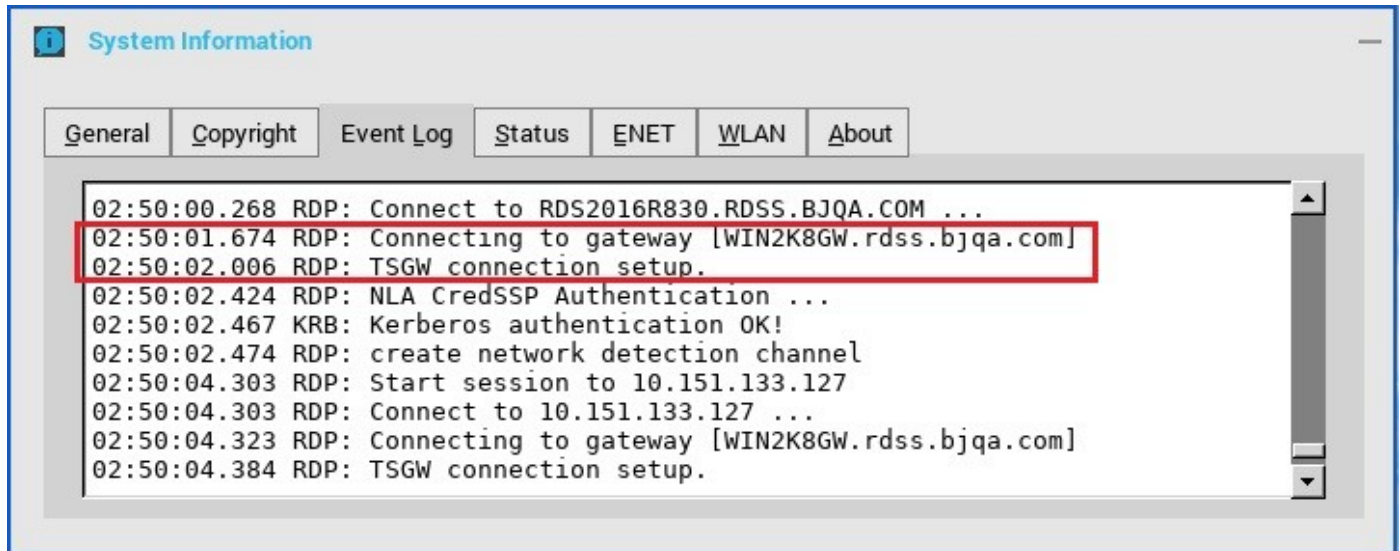 System Information
General Copyright Event Log Status ENET WLAN About
02:50:00.268 RDP: Connect to RDS2016R830.RDSS.BJQA.COM ...
02:50:01.674 RDP: Connecting to gateway [WIN2K8GW.rdss.bjqa.com]
02:50:02.006 RDP: TSGW connection setup.
02:50:02.424 RDP: NLA CredSSP Authentication ...
02:50:02.467 KRB: Kerberos authentication OK!
02:50:02.474 RDP: create network detection channel
02:50:04.303 RDP: Start session to 10.151.133.127
02:50:04.303 RDP: Connect to 10.151.133.127 ...
02:50:04.323 RDP: Connecting to gateway [WIN2K8GW.rdss.bjqa.com]
02:50:04.384 RDP: TSGW connection setup.